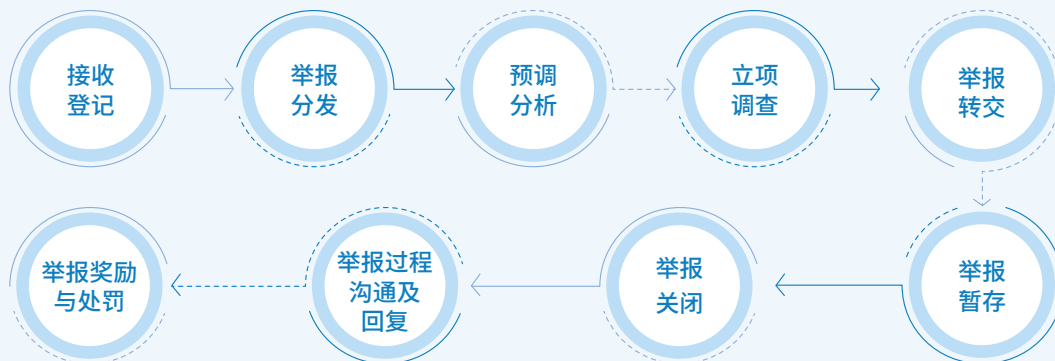 接收
登记
举报
分发
预调
分析
立项
调查
举报
转交
举报
暂存
举报
关闭
举报过程
沟通及
回复
举报奖励
与处罚